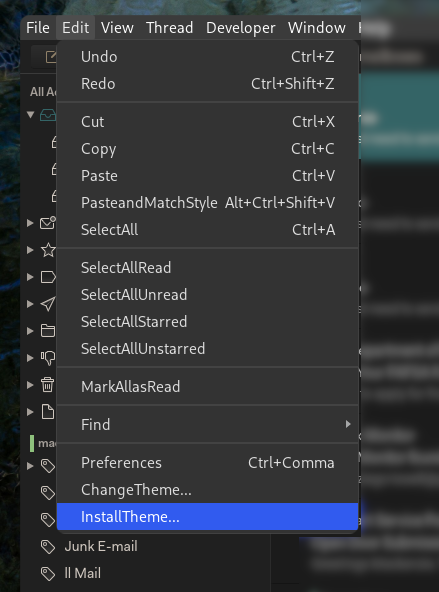 File Edit View Thread Developer Window
Undo Ctrl+Z
Redo Ctrl+Shift+Z
Cut Ctrl+X
Copy Ctrl+C
Paste Ctrl+V
PasteandMatchStyle Alt+Ctrl+Shift+V
SelectAll Ctrl+A
SelectAllRead
SelectAllUnread
SelectAllStarred
SelectAllUnstarred
MarkAllasRead
Find
Preferences Ctrl+Comma
ChangeTheme...
InstallTheme...
All
Junk E-mail
ll Mail